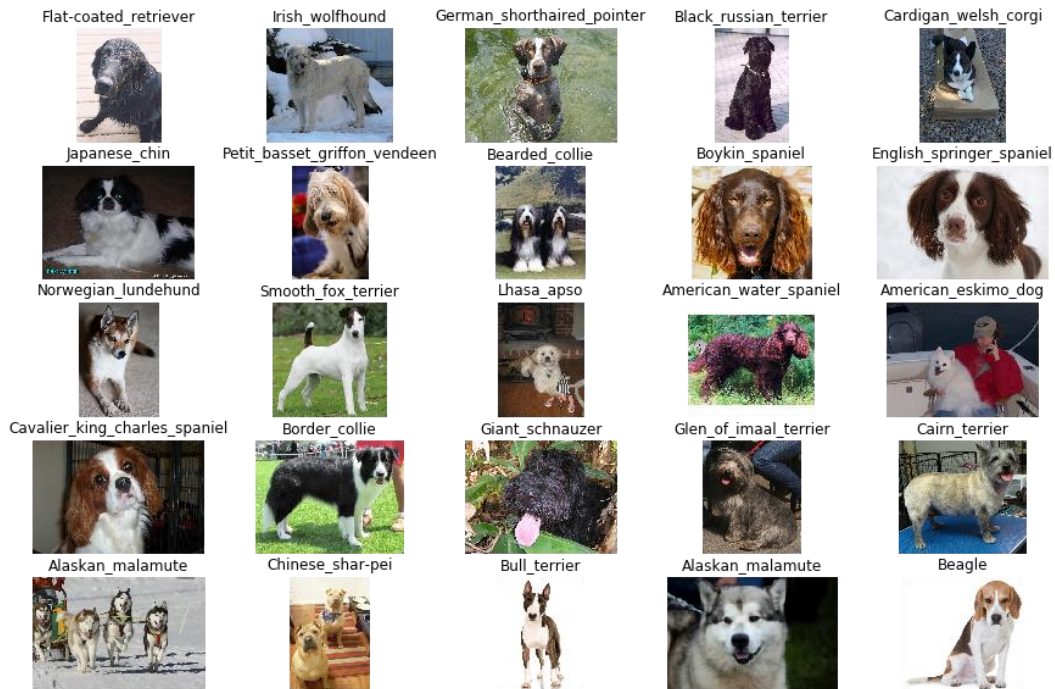 Flat-coated_retriever
Irish_wolfhound
German_shorthaired_pointer
Black_russian_terrier
Cardigan_welsh_corgi
Japanese_chin
Petit_basset_griffon_vendeen
Bearded_collie
Boykin_spaniel
English_springer_spaniel
Norwegian_lundehund
Smooth_fox_terrier
Lhasa_apso
American_water_spaniel
American_eskimo_dog
Cavalier_king_charles_spaniel
Border_collie
Giant_schnauzer
Glen_of_imaal_terrier
Cairn_terrier
Alaskan_malamute
Chinese_shar-pei
Bull_terrier
Alaskan_malamute
Beagle